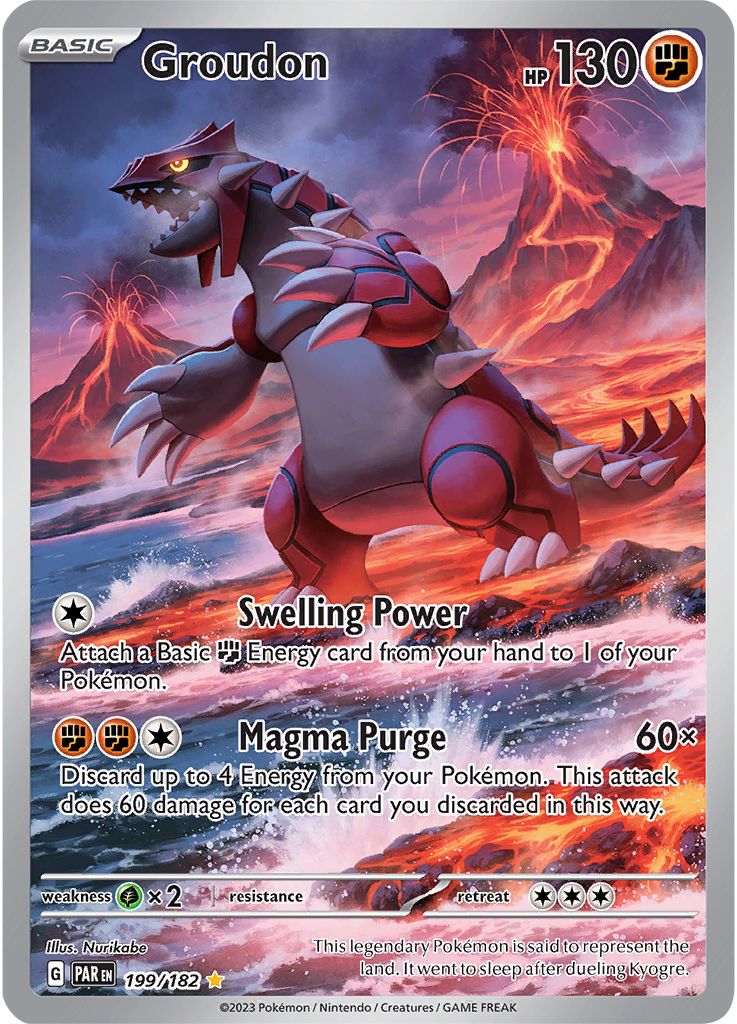 BASIC
Groudon
HP 130
Swelling Power
Attach a Basic Energy card from your hand to 1 of your
Pokémon.
Magma Purge 60×
Discard up to 4 Energy from your Pokémon. This attack
does 60 damage for each card you discarded in this way.
weakness ×2 resistance retreat
Illus. Nurikabe
This legendary Pokémon is said to represent the
land. It went to sleep after dueling Kyogre.
G PAR EN 199/182
©2023 Pokémon / Nintendo / Creatures / GAME FREAK